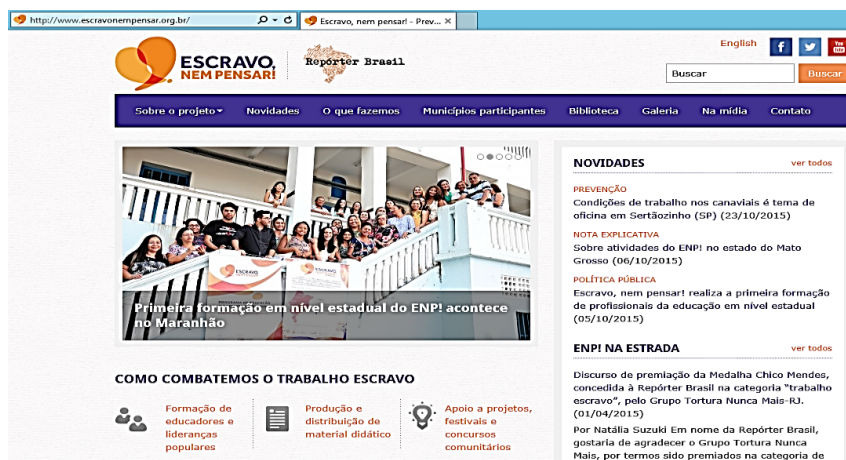 http://www.escravonempensar.org.br/
Escravo, nem pensar! – Prev...
English
ESCRAVO,
NEM PENSAR!
Repórter Brasil
You
Buscar
Buscar
Sobre o projeto
Novidades
O que fazemos
Municípios participantes
Biblioteca
Galeria
Na mídia
Contato
Primeira formação em nível estadual do ENP! acontece
no Maranhão
COMO COMBATEMOS O TRABALHO ESCRAVO
Formação de
educadores e
lideranças
populares
Produção e
distribuição de
material didático
Apoio a projetos,
festivais e
concursos
comunitários
NOVIDADES
ver todos
PREVENÇÃO
Condições de trabalho nos canaviais é tema de
oficina em Sertãozinho (SP) (23/10/2015)
NOTA EXPLICATIVA
Sobre atividades do ENP! no estado do Mato
Grosso (06/10/2015)
POLÍTICA PÚBLICA
Escravo, nem pensar! realiza a primeira formação
de profissionais da educação em nível estadual
(05/10/2015)
ENP! NA ESTRADA
ver todos
Discurso de premiação da Medalha Chico Mendes,
concedida à Repórter Brasil na categoria "trabalho
escravo", pelo Grupo Tortura Nunca Mais-RJ.
(01/04/2015)
Por Natália Suzuki Em nome da Repórter Brasil,
gostaria de agradecer o Grupo Tortura Nunca
Mais, por termos sido premiados na categoria de